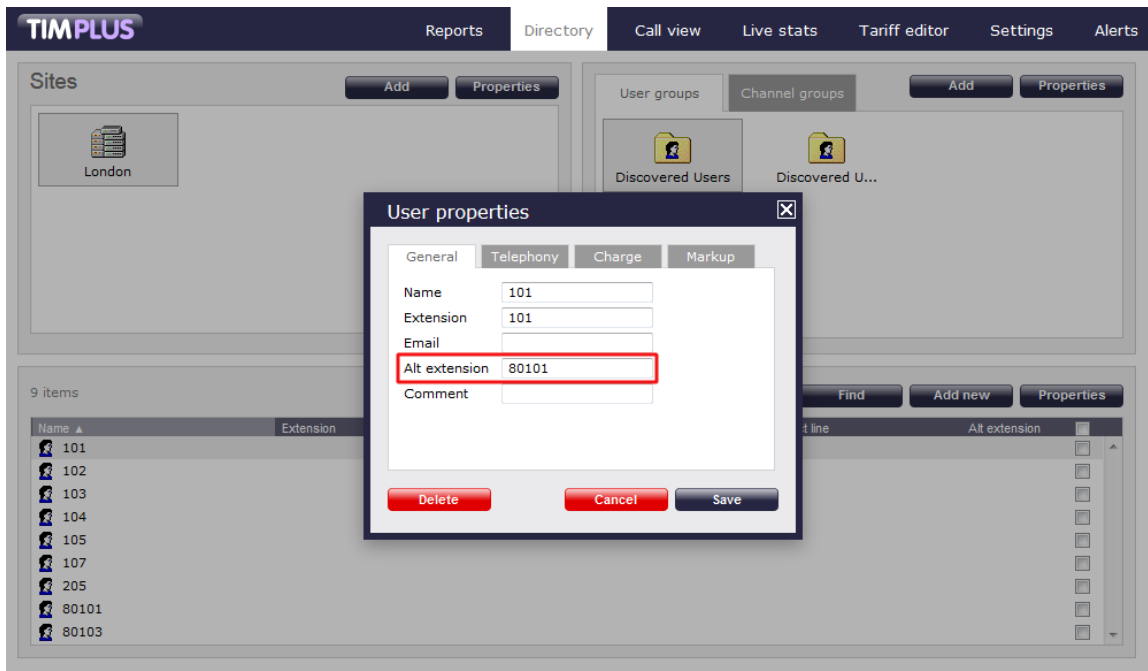 TIMPLUS
Reports Directory Call view Live stats Tariff editor Settings Alerts
Sites
Add Properties
London
User groups Channel groups
Add Properties
Discovered Users Discovered U...
User properties
General Telephony Charge Markup
Name 101
Extension 101
Email
Alt extension 80101
Comment
Delete Cancel Save
9 items
Find Add new Properties
Name ▲ Extension line Alt extension
101
102
103
104
105
107
205
80101
80103